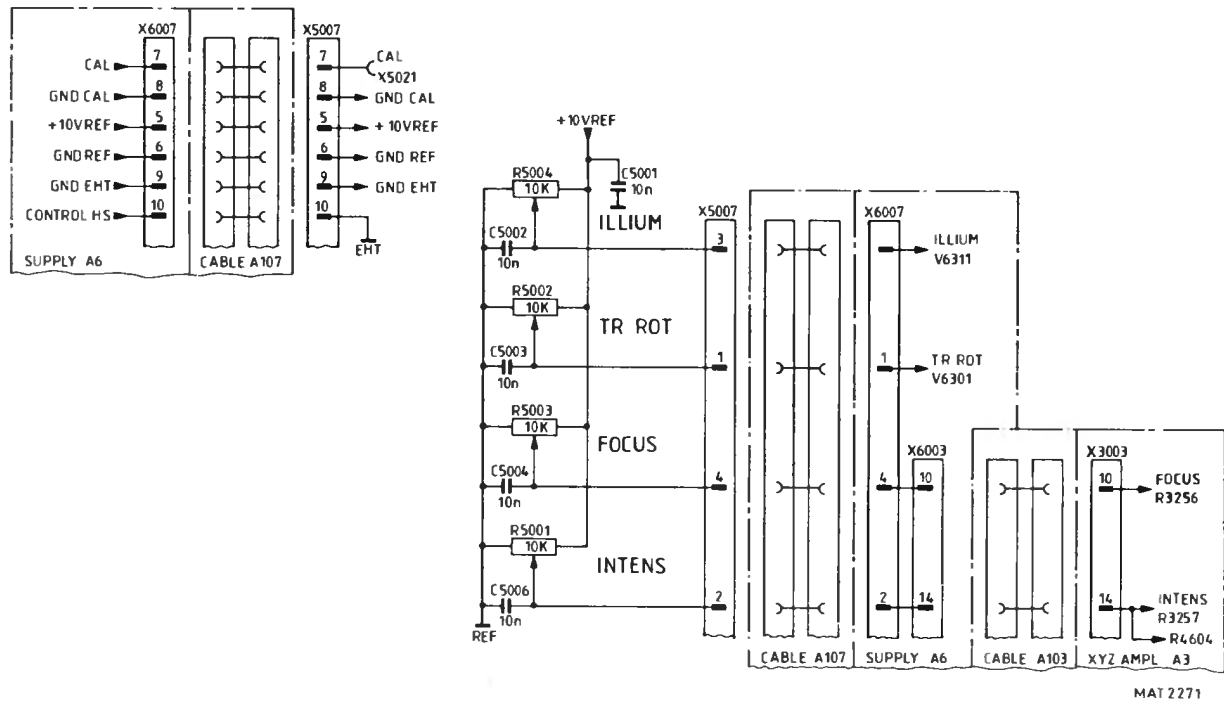 X6007
X5007
CAL 7 7 CAL
X5021
GND CAL 8 8 GND CAL
+10VREF 5 5 +10VREF
GND REF 6 6 GND REF
GND EHT 9 9 GND EHT
CONTROL HS 10 10
EHT
SUPPLY A6
CABLE A107
+10VREF
R5004
10K
C5001
10n
ILLIUM
C5002
10n
R5002
10K
TR ROT
C5003
10n
R5003
10K
FOCUS
C5004
10n
R5001
10K
INTENS
C5006
10n
REF
X5007
3
1
4
2
CABLE A107
X6007
ILLIUM
V6311
1
TR ROT
V6301
X6003
4 10
2 14
SUPPLY A6
CABLE A103
X3003
10
FOCUS
R3256
14
INTENS
R3257
R4604
XYZ AMPL A3
MAT 2271